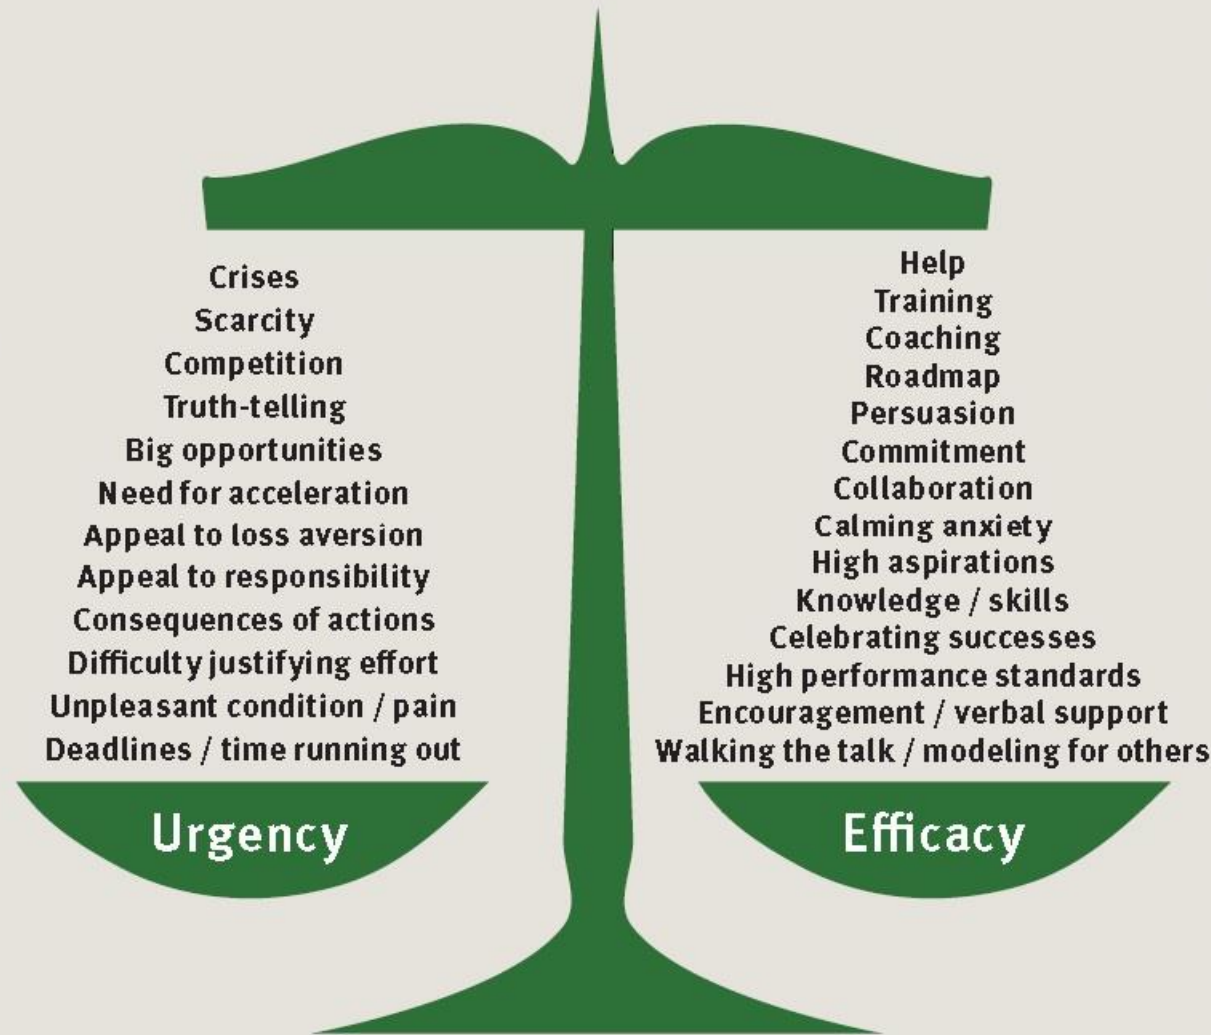 Crises
Scarcity
Competition
Truth-telling
Big opportunities
Need for acceleration
Appeal to loss aversion
Appeal to responsibility
Consequences of actions
Difficulty justifying effort
Unpleasant condition / pain
Deadlines / time running out
Urgency
Help
Training
Coaching
Roadmap
Persuasion
Commitment
Collaboration
Calming anxiety
High aspirations
Knowledge / skills
Celebrating successes
High performance standards
Encouragement / verbal support
Walking the talk / modeling for others
Efficacy